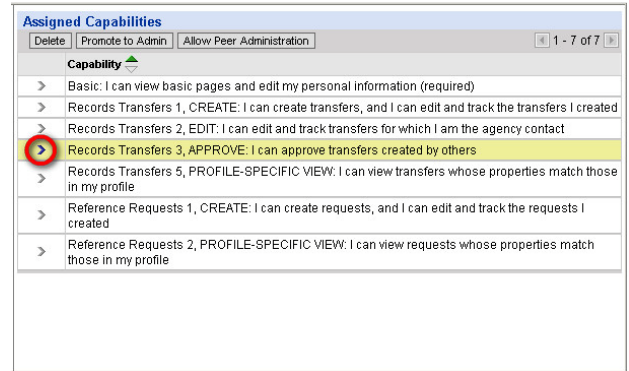 Assigned Capabilities
Delete Promote to Admin Allow Peer Administration 1 - 7 of 7
Capability
Basic: I can view basic pages and edit my personal information (required)
Records Transfers 1, CREATE: I can create transfers, and I can edit and track the transfers I created
Records Transfers 2, EDIT: I can edit and track transfers for which I am the agency contact
Records Transfers 3, APPROVE: I can approve transfers created by others
Records Transfers 5, PROFILE-SPECIFIC VIEW: I can view transfers whose properties match those
in my profile
Reference Requests 1, CREATE: I can create requests, and I can edit and track the requests I
created
Reference Requests 2, PROFILE-SPECIFIC VIEW: I can view requests whose properties match
those in my profile